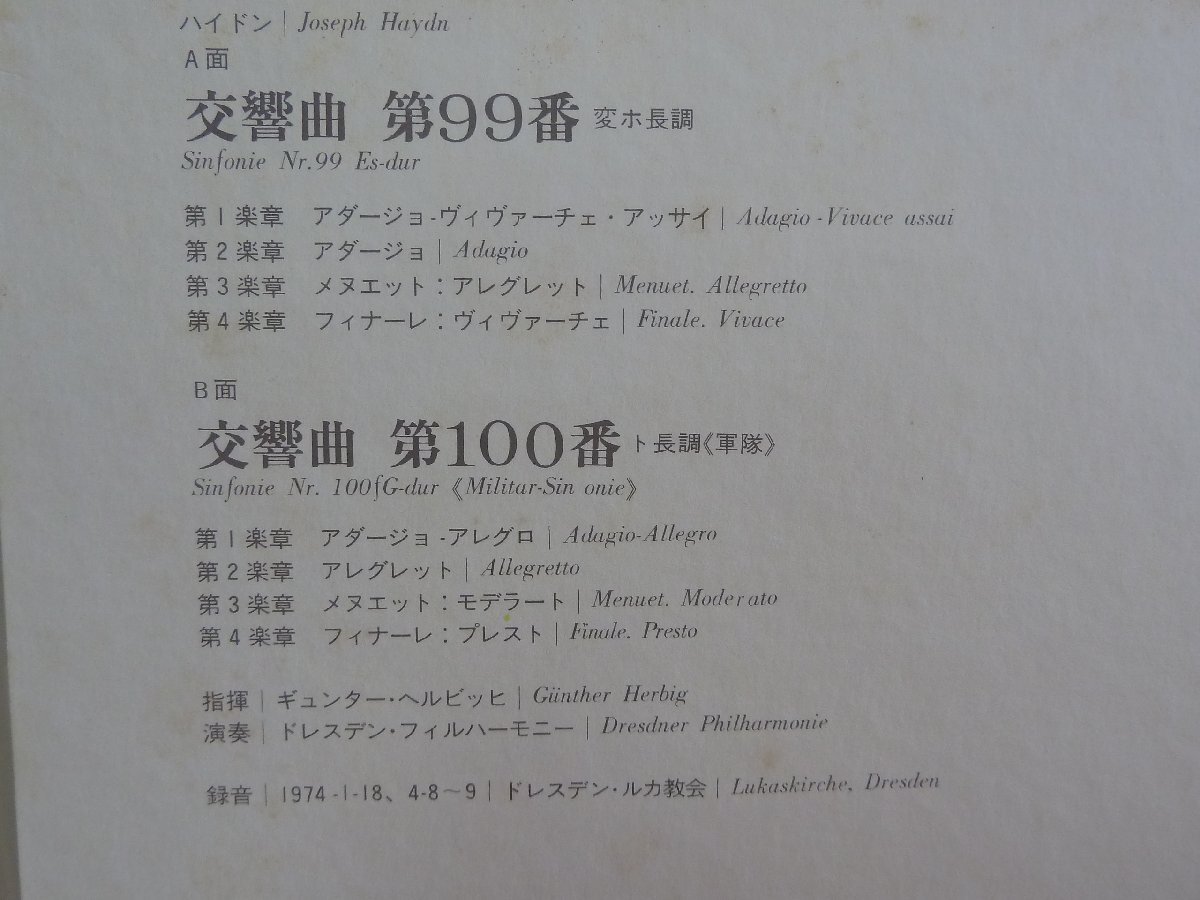 ハイドン | Joseph Haydn
A面
交響曲 第99番 変ホ長調
Sinfonie Nr.99 Es-dur
第1楽章 アダージョ-ヴィヴァーチェ・アッサイ | Adagio-Vivace assai
第2楽章 アダージョ | Adagio
第3楽章 メヌエット：アレグレット | Menuet. Allegretto
第4楽章 フィナーレ：ヴィヴァーチェ | Finale. Vivace
B面
交響曲 第100番 ト長調《軍隊》
Sinfonie Nr. 100fG-dur 《Militar-Sin onie》
第1楽章 アダージョ-アレグロ | Adagio-Allegro
第2楽章 アレグレット | Allegretto
第3楽章 メヌエット：モデラート | Menuet. Moderato
第4楽章 フィナーレ：プレスト | Finale. Presto
指揮 | ギュンター・ヘルビッヒ | Günther Herbig
演奏 | ドレスデン・フィルハーモニー | Dresdner Philharmonie
録音 | 1974-1-18、4-8～9 | ドレスデン・ルカ教会 | Lukaskirche, Dresden